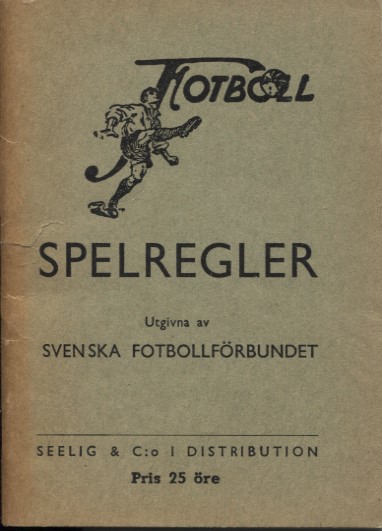 FOTBOLL
SPELREGLER
Utgivna av
SVENSKA FOTBOLLFÖRBUNDET
SEELIG & C:o I DISTRIBUTION
Pris 25 öre